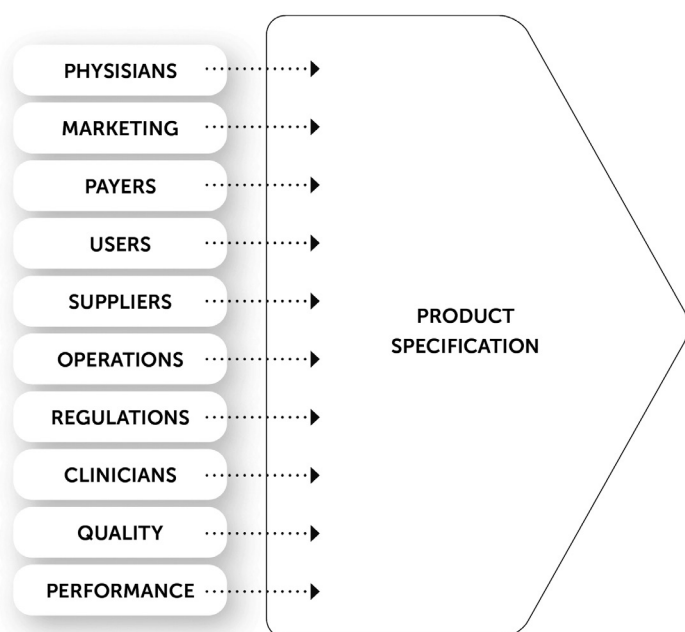 PHYSISIANS
MARKETING
PAYERS
USERS
SUPPLIERS
OPERATIONS
REGULATIONS
CLINICIANS
QUALITY
PERFORMANCE
PRODUCT
SPECIFICATION